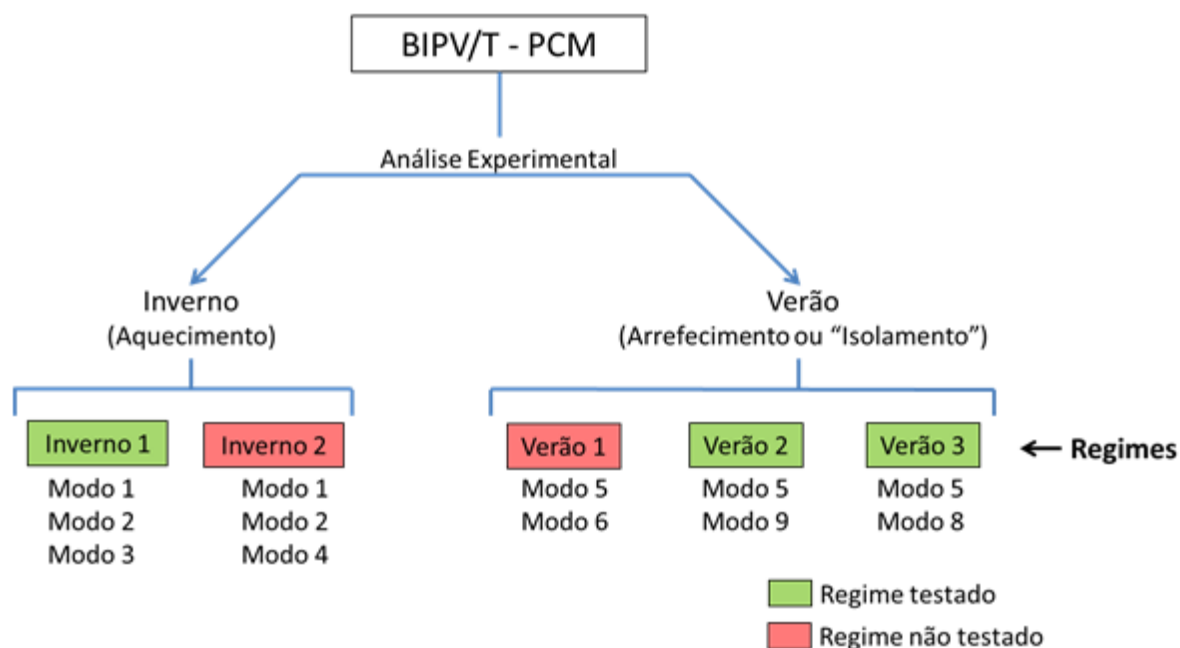 BIPV/T - PCM
Análise Experimental
Inverno
(Aquecimento)
Verão
(Arrefecimento ou “Isolamento”)
Inverno 1
Inverno 2
Verão 1
Verão 2
Verão 3
← Regimes
Modo 1
Modo 2
Modo 3
Modo 1
Modo 2
Modo 4
Modo 5
Modo 6
Modo 5
Modo 9
Modo 5
Modo 8
Regime testado
Regime não testado